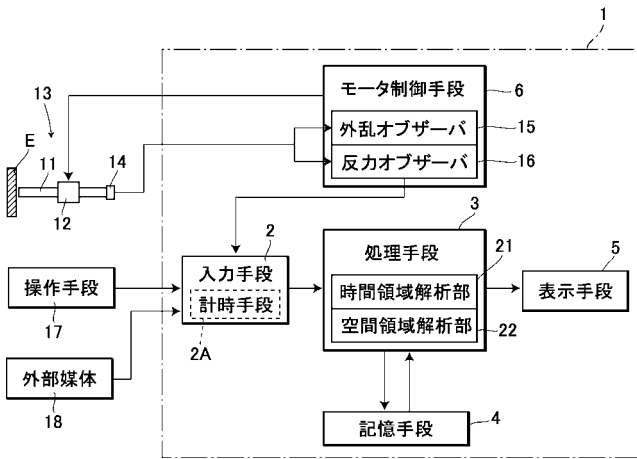 1
モータ制御手段
6
外乱オブザーバ
15
反力オブザーバ
16
13
E
11
14
12
操作手段
17
外部媒体
18
2
入力手段
計時手段
2A
3
処理手段
21
時間領域解析部
空間領域解析部
22
5
表示手段
記憶手段
4